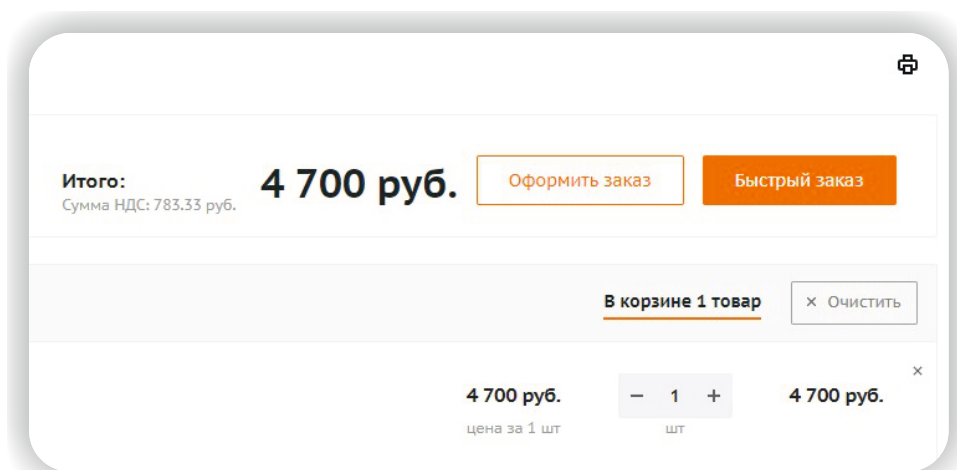 Итого:
Сумма НДС: 783.33 руб.
4 700 руб.
Оформить заказ
Быстрый заказ
В корзине 1 товар
× Очистить
4 700 руб.
цена за 1 шт
− 1 +
шт
4 700 руб.
×